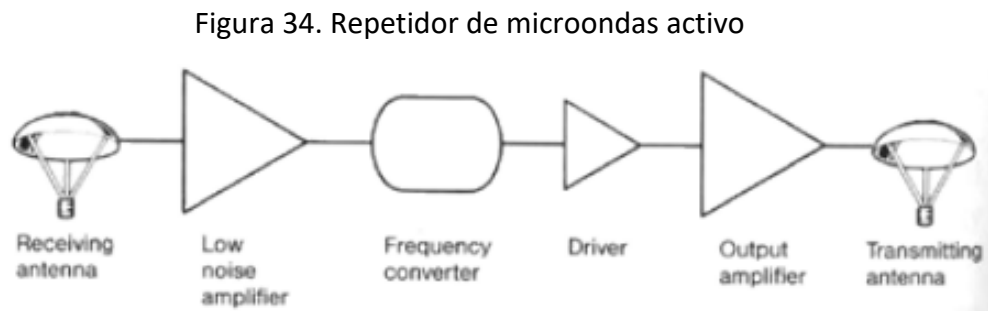 Figura 34. Repetidor de microondas activo
Receiving
antenna
Low
noise
amplifier
Frequency
converter
Driver
Output
amplifier
Transmitting
antenna